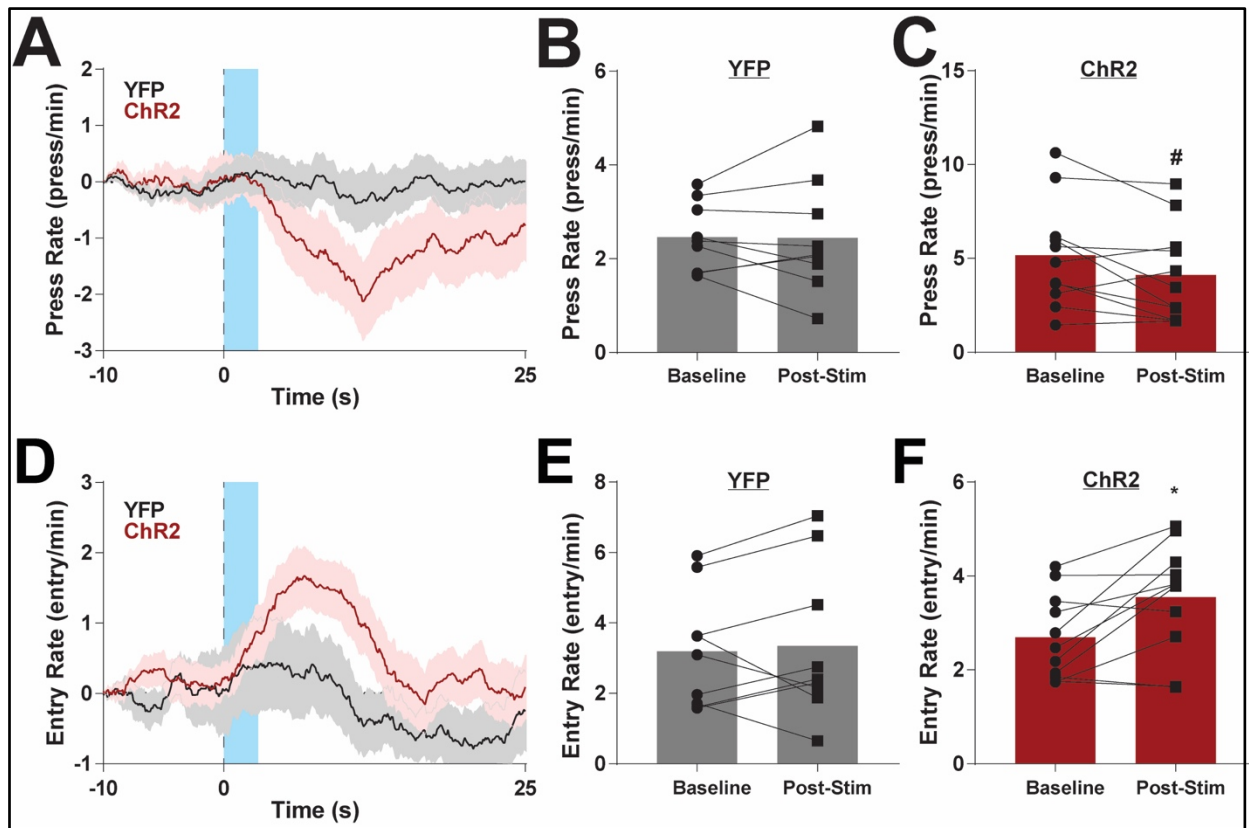 A
Press Rate (press/min)
2
1
0
-1
-2
-3
YFP
ChR2
-10
0
25
Time (s)
B
Press Rate (press/min)
6
4
2
0
YFP
Baseline
Post-Stim
C
Press Rate (press/min)
15
10
5
0
ChR2
#
Baseline
Post-Stim
D
Entry Rate (entry/min)
3
2
1
0
-1
YFP
ChR2
-10
0
25
Time (s)
E
Entry Rate (entry/min)
8
6
4
2
0
YFP
Baseline
Post-Stim
F
Entry Rate (entry/min)
6
4
2
0
ChR2
*
Baseline
Post-Stim